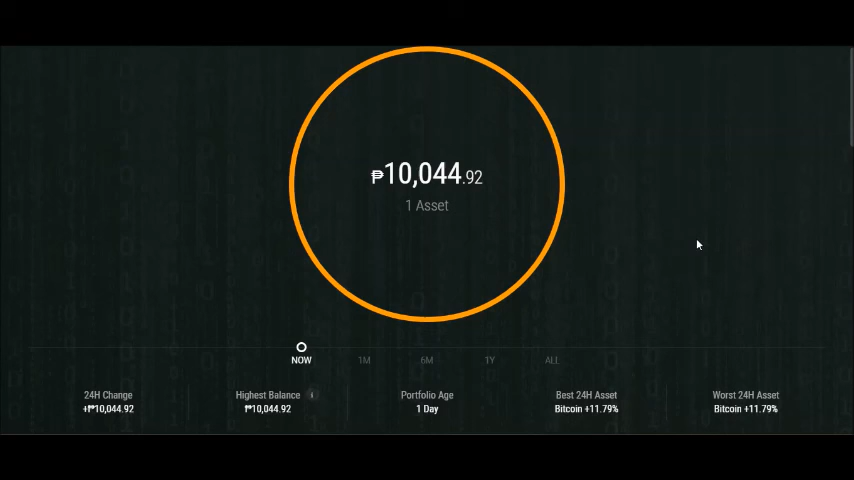 ₱10,044.92
1 Asset
NOW 1M 6M 1Y ALL
24H Change Highest Balance i Portfolio Age Best 24H Asset Worst 24H Asset
+₱10,044.92 ₱10,044.92 1 Day Bitcoin +11.79% Bitcoin +11.79%